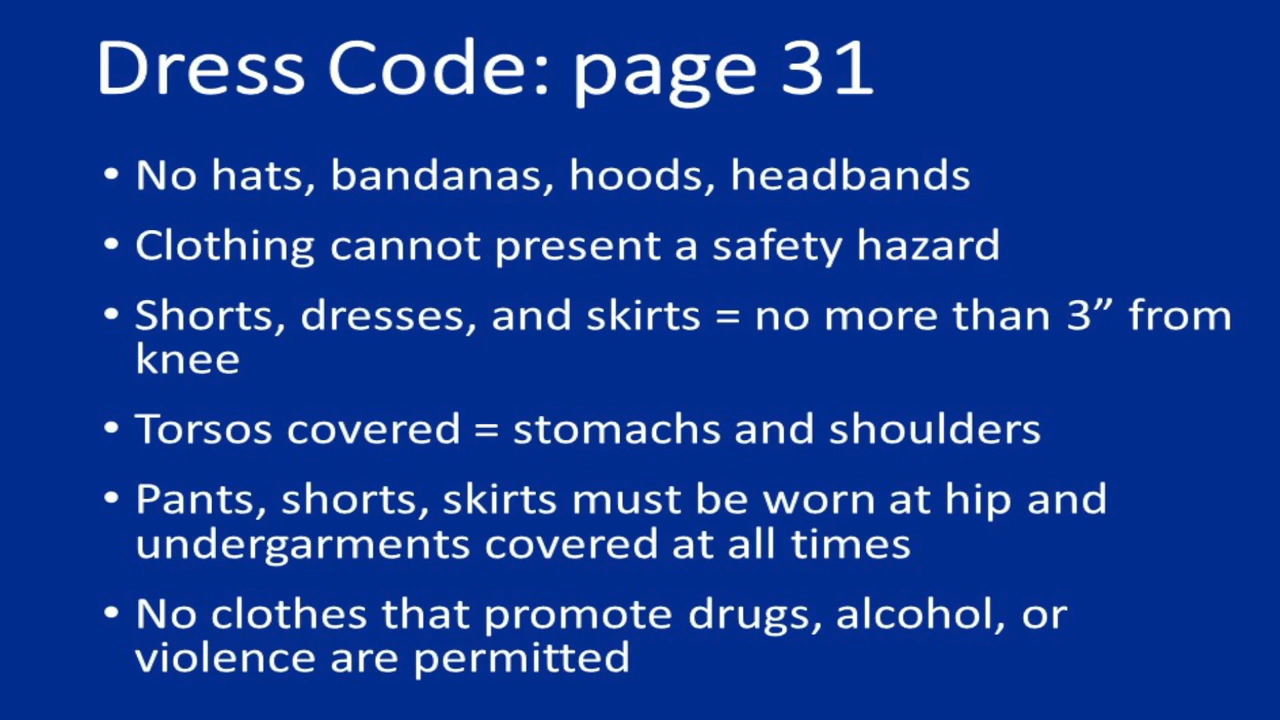 Dress Code: page 31
• No hats, bandanas, hoods, headbands
• Clothing cannot present a safety hazard
• Shorts, dresses, and skirts = no more than 3” from
knee
• Torsos covered = stomachs and shoulders
• Pants, shorts, skirts must be worn at hip and
undergarments covered at all times
• No clothes that promote drugs, alcohol, or
violence are permitted